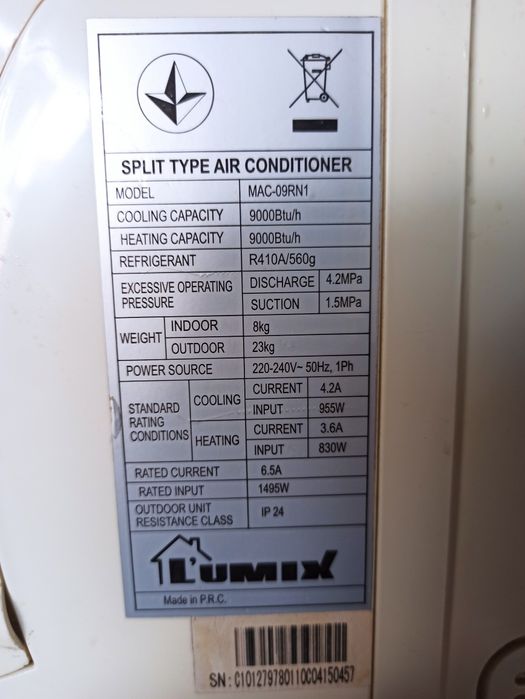 SPLIT TYPE AIR CONDITIONER
MODEL MAC-09RN1
COOLING CAPACITY 9000Btu/h
HEATING CAPACITY 9000Btu/h
REFRIGERANT R410A/560g
EXCESSIVE OPERATING PRESSURE DISCHARGE 4.2MPa
SUCTION 1.5MPa
WEIGHT INDOOR 8kg
OUTDOOR 23kg
POWER SOURCE 220-240V~ 50Hz, 1Ph
STANDARD RATING CONDITIONS COOLING CURRENT 4.2A
INPUT 955W
HEATING CURRENT 3.6A
INPUT 830W
RATED CURRENT 6.5A
RATED INPUT 1495W
OUTDOOR UNIT RESISTANCE CLASS IP 24
L'UMIX
Made in P.R.C.
SN : C101279780110C04150457